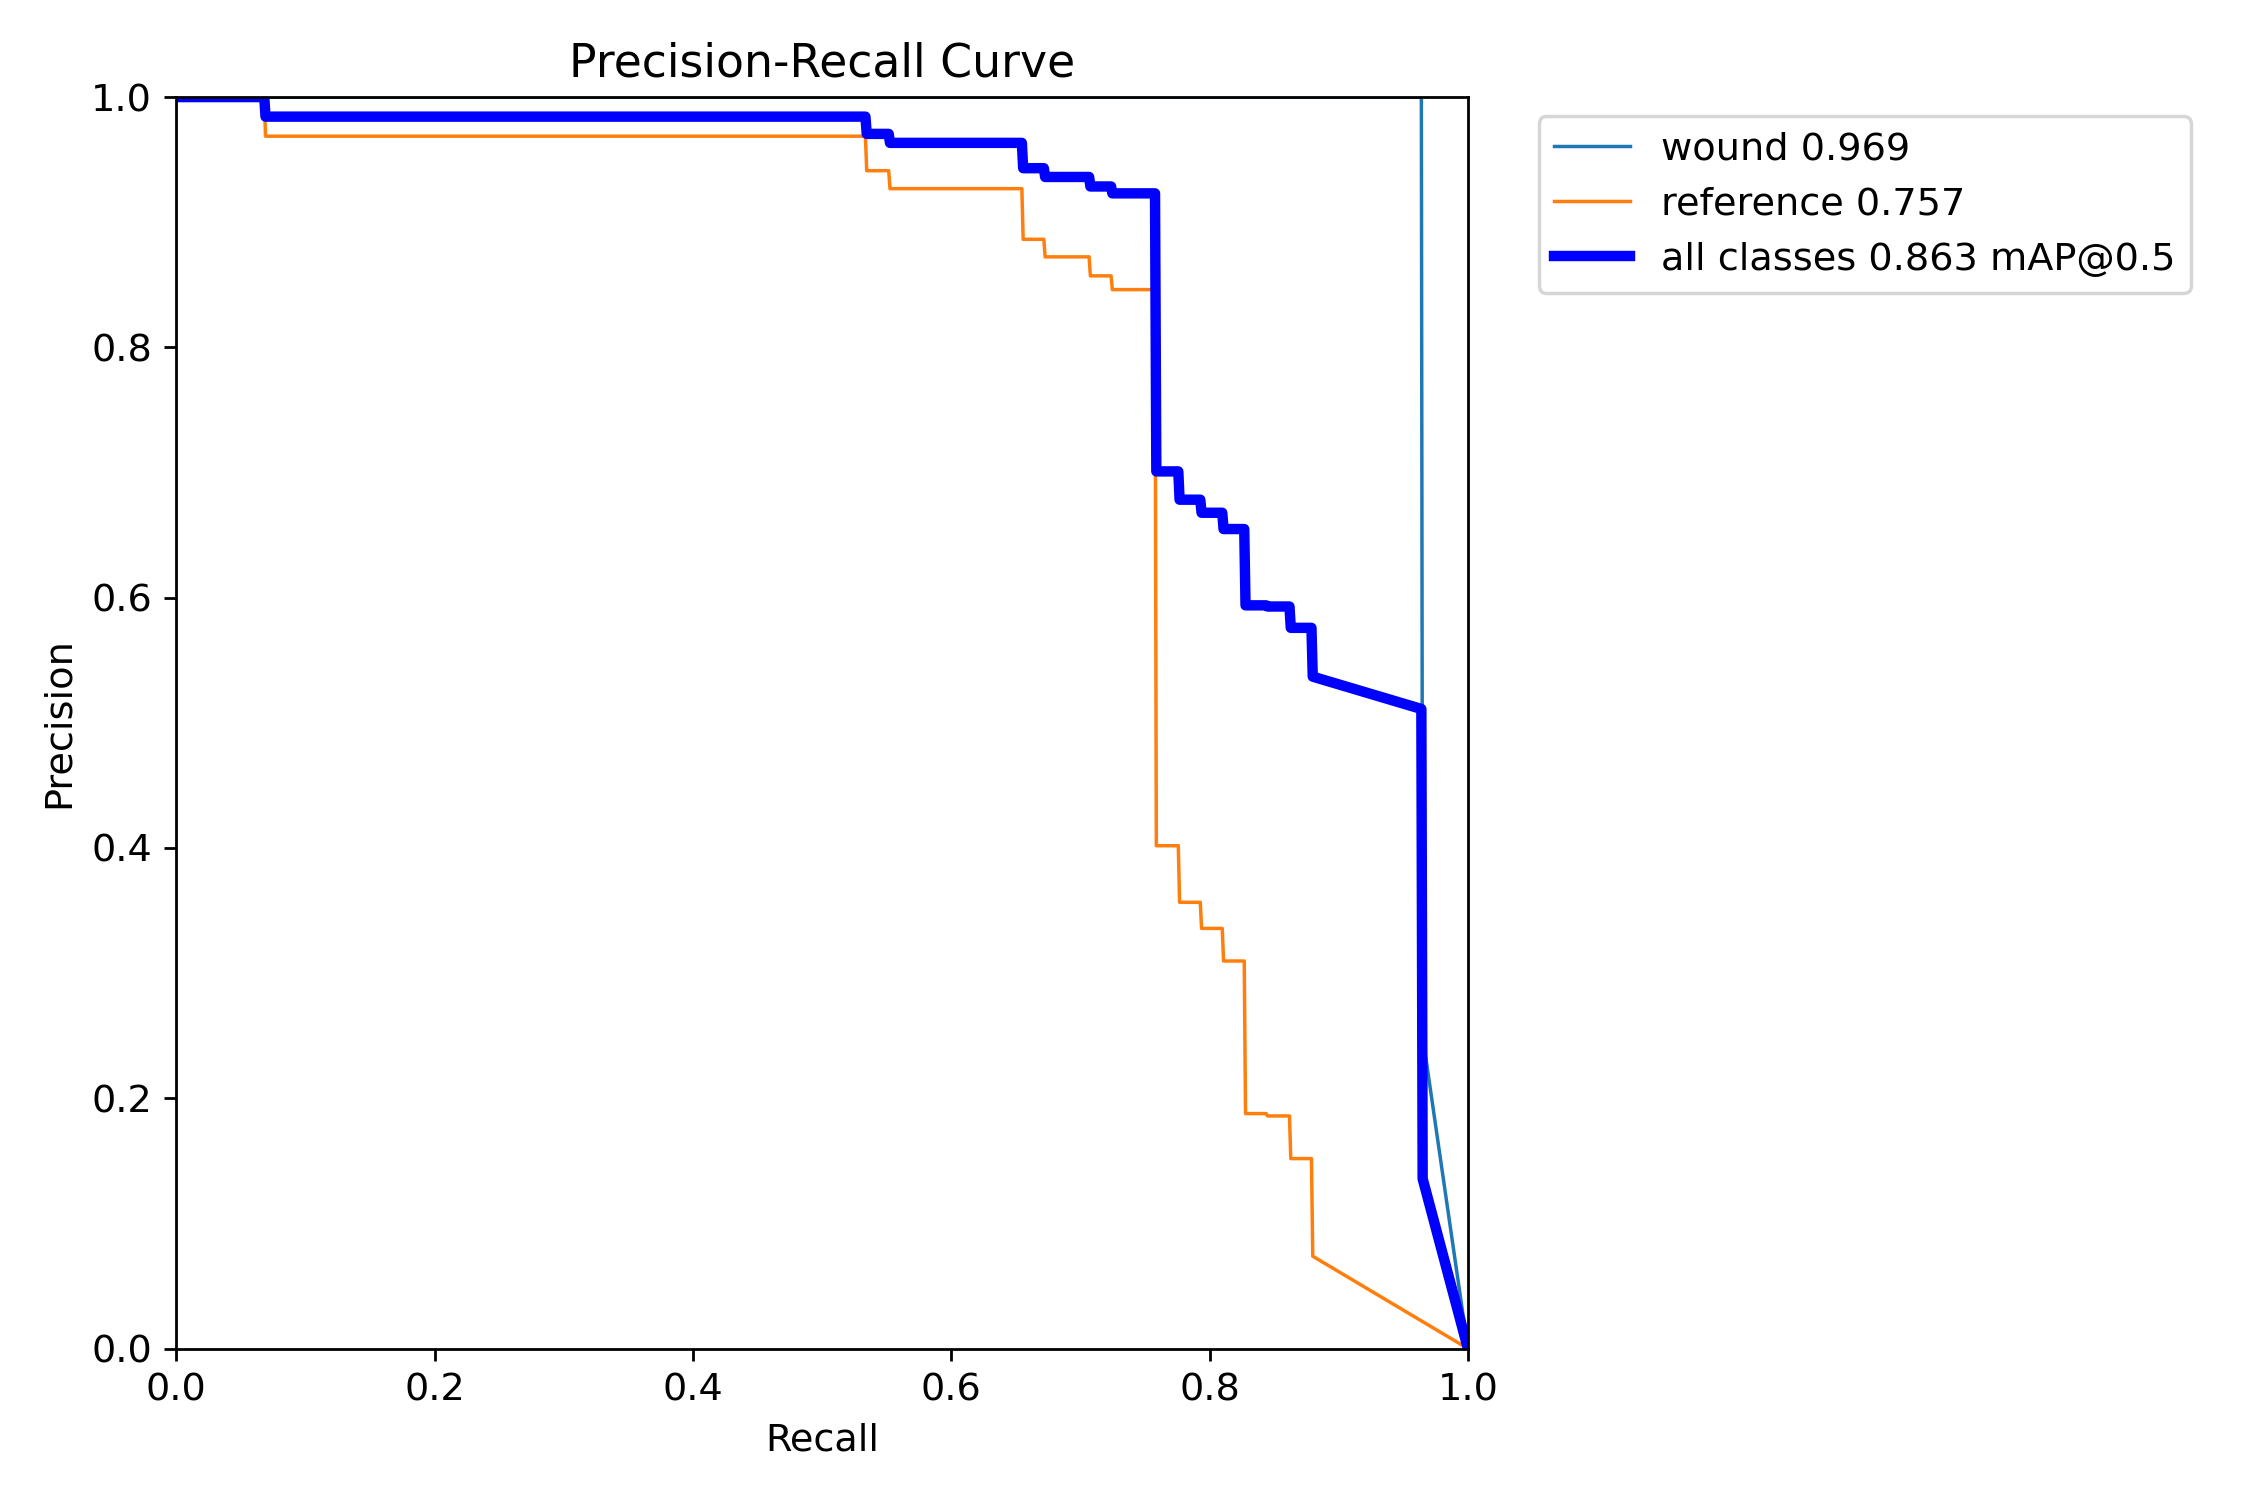 Precision-Recall Curve
1.0
0.8
0.6
0.4
0.2
0.0
Precision
0.0 0.2 0.4 0.6 0.8 1.0
Recall
wound 0.969
reference 0.757
all classes 0.863 mAP@0.5